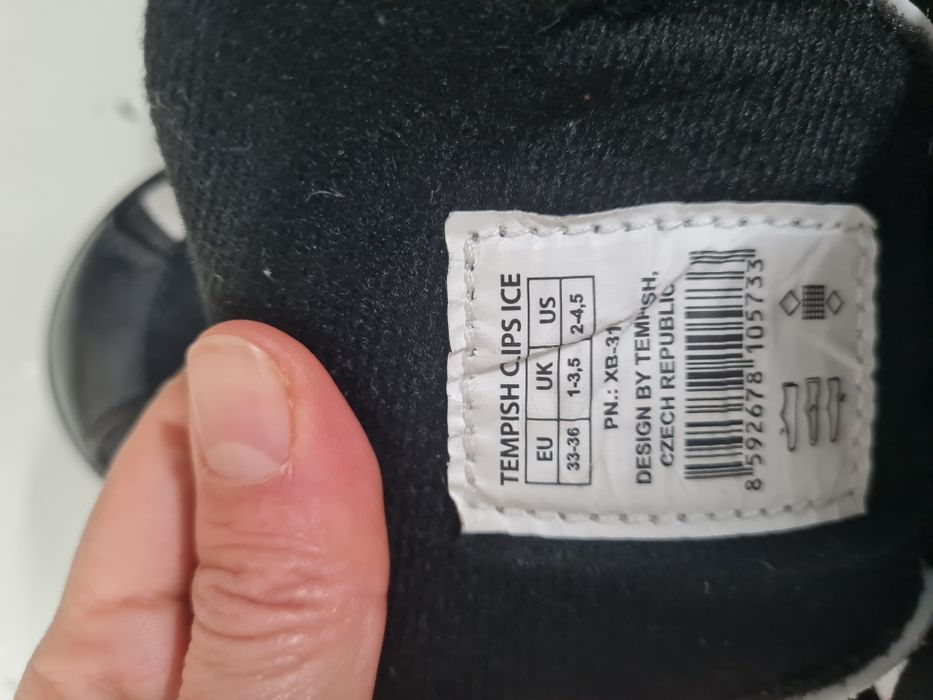 TEMPISH CLIPS ICE
EU UK US
33-36 1-3,5 2-4,5
PN.: XB-31
DESIGN BY TEMPISH,
CZECH REPUBLIC
8 592678 105733